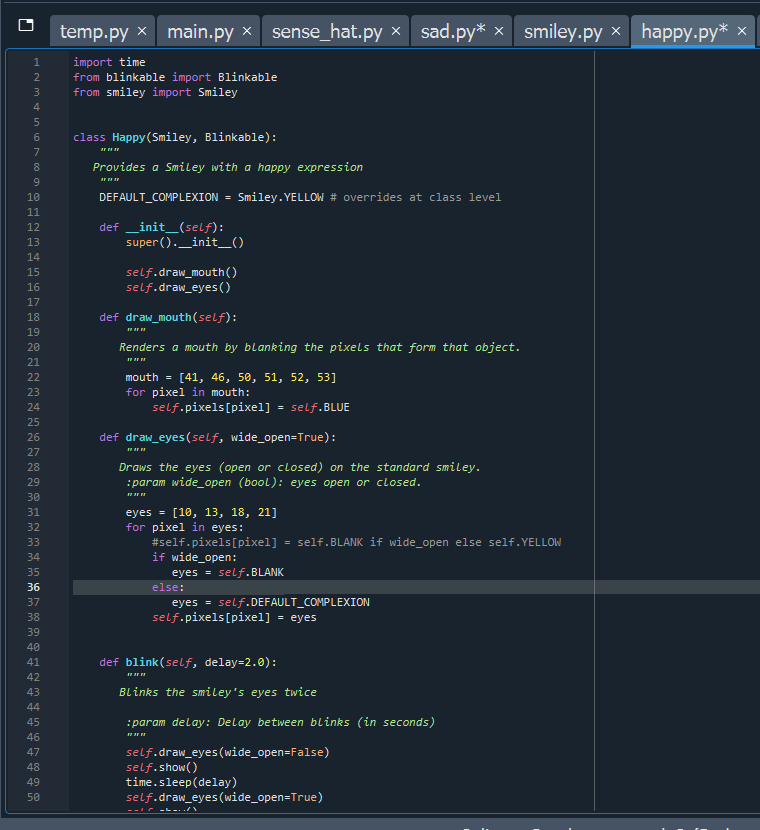 temp.py × main.py × sense_hat.py × sad.py* × smiley.py × happy.py* ×
1 import time
2 from blinkable import Blinkable
3 from smiley import Smiley
4
5
6 class Happy(Smiley, Blinkable):
7     """
8    Provides a Smiley with a happy expression
9     """
10     DEFAULT_COMPLEXION = Smiley.YELLOW # overrides at class level
11
12     def __init__(self):
13         super().__init__()
14
15         self.draw_mouth()
16         self.draw_eyes()
17
18     def draw_mouth(self):
19         """
20        Renders a mouth by blanking the pixels that form that object.
21         """
22         mouth = [41, 46, 50, 51, 52, 53]
23         for pixel in mouth:
24             self.pixels[pixel] = self.BLUE
25
26     def draw_eyes(self, wide_open=True):
27         """
28        Draws the eyes (open or closed) on the standard smiley.
29         :param wide_open (bool): eyes open or closed.
30         """
31         eyes = [10, 13, 18, 21]
32         for pixel in eyes:
33             #self.pixels[pixel] = self.BLANK if wide_open else self.YELLOW
34             if wide_open:
35                eyes = self.BLANK
36             else:
37                eyes = self.DEFAULT_COMPLEXION
38             self.pixels[pixel] = eyes
39
40
41     def blink(self, delay=2.0):
42         """
43        Blinks the smiley's eyes twice
44
45         :param delay: Delay between blinks (in seconds)
46         """
47         self.draw_eyes(wide_open=False)
48         self.show()
49         time.sleep(delay)
50         self.draw_eyes(wide_open=True)